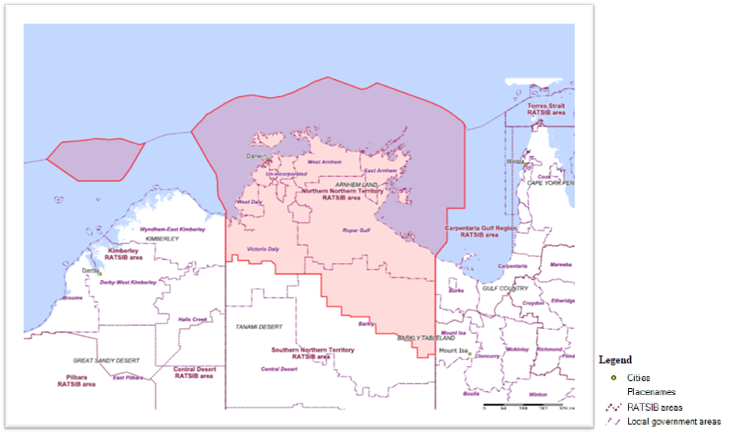 Torres Strait
RATSIB area
Darwin
West Arnhem
East Arnhem
Unincorporated
ARNHEM LAND
Northern Northern Territory
RATSIB area
Weipa
Cook
CAPE YORK PEN
West Daly
Wyndham-East Kimberley
KIMBERLEY
Roper Gulf
Carpentaria Gulf Region
RATSIB area
Victoria Daly
Kimberley
RATSIB area
Derby
Derby-West Kimberley
Carpentaria
Mareeba
Broome
Burke
GULF COUNTRY
Croydon
Etheridge
Halls Creek
TANAMI DESERT
Barkly
BARKLY TABLELAND
Mount Isa
Mount Isa
Cloncurry
McKinlay
Richmond
Flind
Southern Northern Territory
RATSIB area
Central Desert
GREAT SANDY DESERT
Pilbara
RATSIB area
East Pilbara
Central Desert
RATSIB area
Boulia
Winton
Legend
Cities
Placenames
RATSIB areas
Local government areas